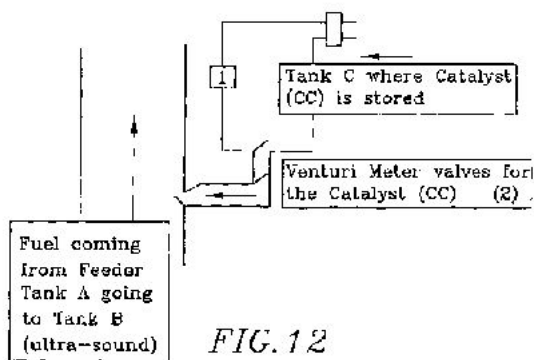 1
Tank C where Catalyst
(CC) is stored
Venturi Meter valves for
the Catalyst (CC) (2)
Fuel coming
from Feeder
Tank A going
to Tank B
(ultra-sound)
FIG.12